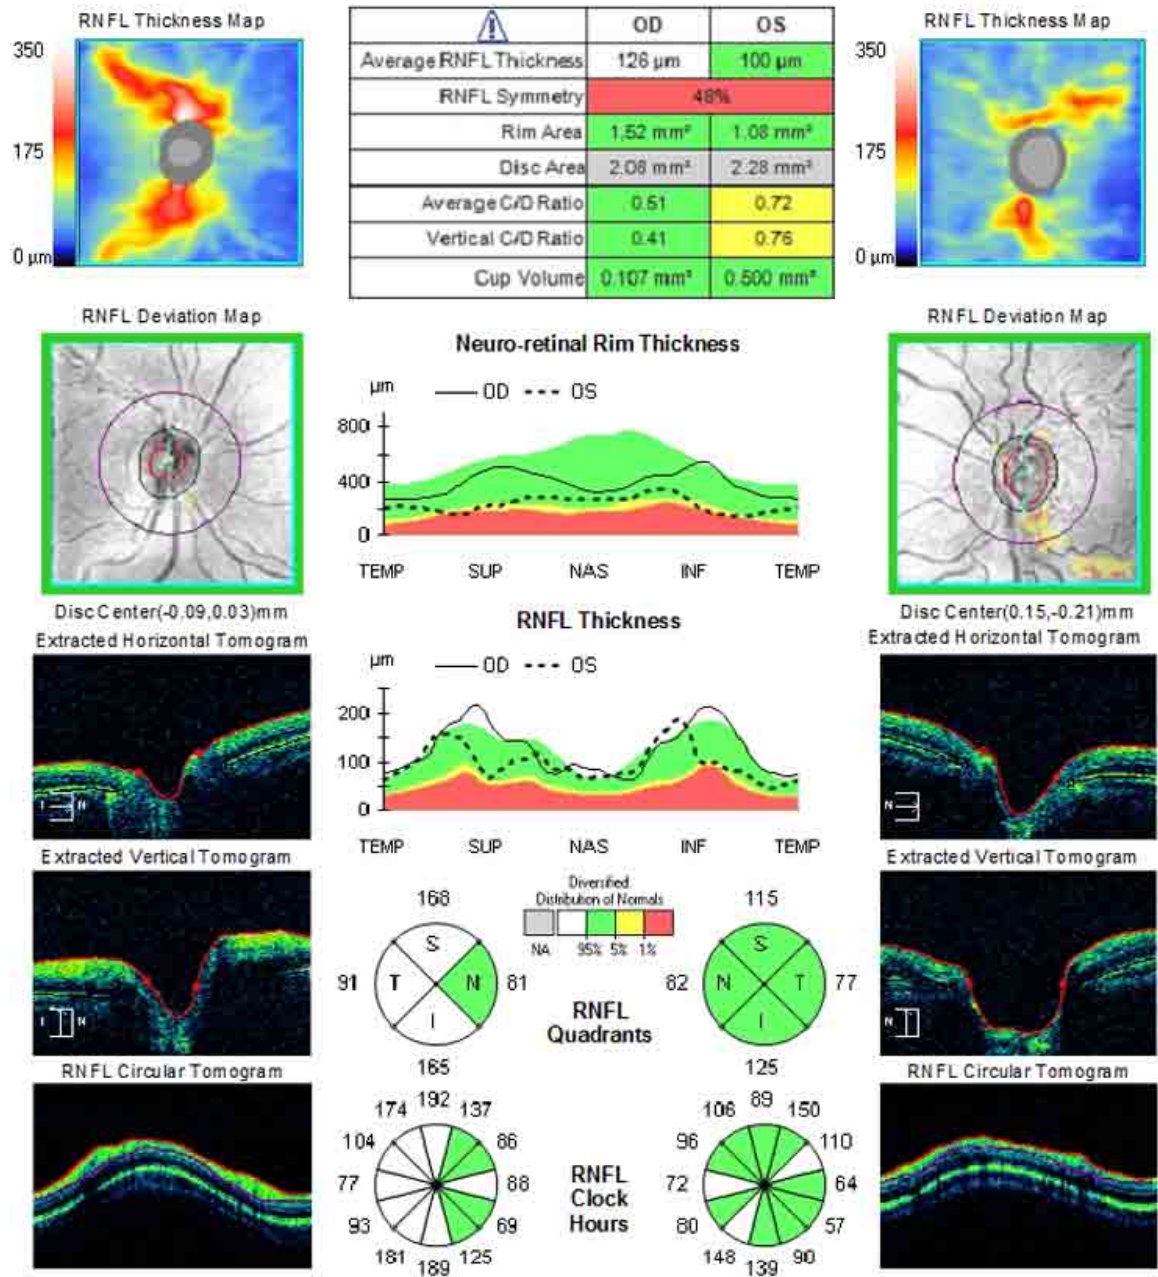 RNFL Thickness Map
350
175
0 µm
OD OS
Average RNFL Thickness 126 µm 100 µm
RNFL Symmetry 48%
Rim Area 1.52 mm² 1.08 mm²
Disc Area 2.08 mm² 2.28 mm²
Average C/D Ratio 0.51 0.72
Vertical C/D Ratio 0.41 0.76
Cup Volume 0.107 mm³ 0.500 mm³
RNFL Thickness Map
350
175
0 µm
RNFL Deviation Map
Disc Center(-0.09,0.03)mm
Extracted Horizontal Tomogram
Extracted Vertical Tomogram
RNFL Circular Tomogram
Neuro-retinal Rim Thickness
µm
OD OS
800
400
0
TEMP SUP NAS INF TEMP
RNFL Thickness
µm
OD OS
200
100
0
TEMP SUP NAS INF TEMP
Diversified
Distribution of Normals
NA 95% 5% 1%
168
S
91 T N 81
I
165
RNFL
Quadrants
115
S
82 N T 77
I
125
174 192 137
104 86
77 88
93 69
181 189 125
RNFL
Clock
Hours
106 89 150
96 110
72 64
80 57
148 139 90
RNFL Deviation Map
Disc Center(0.15,-0.21)mm
Extracted Horizontal Tomogram
N
Extracted Vertical Tomogram
N
RNFL Circular Tomogram